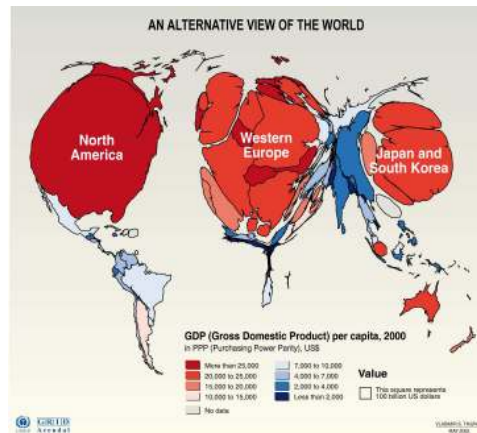 AN ALTERNATIVE VIEW OF THE WORLD
North
America
Western
Europe
Japan and
South Korea
GDP (Gross Domestic Product) per capita, 2000
in PPP (Purchasing Power Parity), US$
More than 25,000
20,000 to 25,000
15,000 to 20,000
10,000 to 15,000
No data
7,000 to 10,000
4,000 to 7,000
2,000 to 4,000
Less than 2,000
Value
This square represents
100 billion US dollars
GRID
Arendal